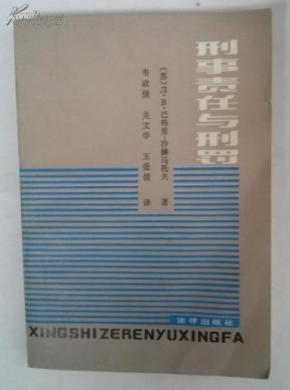 刑事责任与刑罚
〔苏〕Л·В·巴格里-沙赫马托夫 著
韦政强 关文学 王爱儒 译
法律出版社
XINGSHIZERENYUXINGFA